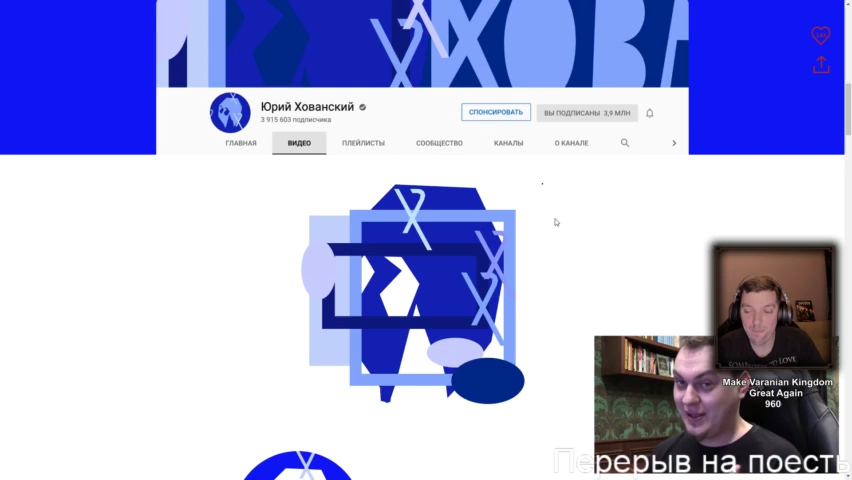 ХОВА
Юрий Хованский
3 915 603 подписчика
СПОНСИРОВАТЬ
ВЫ ПОДПИСАНЫ 3,9 МЛН
ГЛАВНАЯ
ВИДЕО
ПЛЕЙЛИСТЫ
СООБЩЕСТВО
КАНАЛЫ
О КАНАЛЕ
Make Varanian Kingdom
Great Again
960
Перерыв на поесть